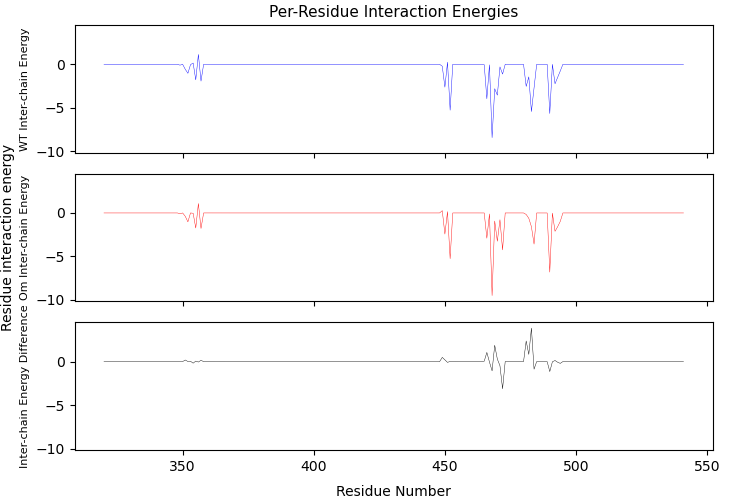 Per-Residue Interaction Energies
Residue interaction energy
WT Inter-chain Energy
0
−5
−10
Om Inter-chain Energy
0
−5
−10
Inter-chain Energy Difference
0
−5
−10
350
400
450
500
550
Residue Number